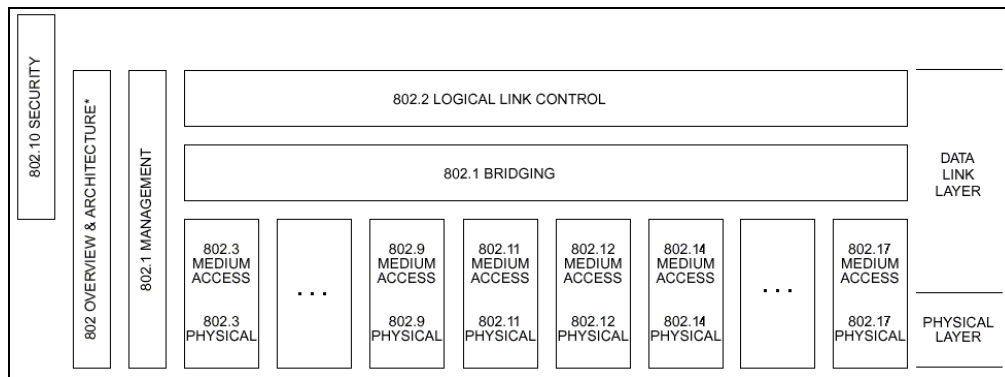 802.10 SECURITY
802 OVERVIEW & ARCHITECTURE*
802.1 MANAGEMENT
802.2 LOGICAL LINK CONTROL
802.1 BRIDGING
802.3
MEDIUM
ACCESS
802.3
PHYSICAL
...
802.9
MEDIUM
ACCESS
802.9
PHYSICAL
802.11
MEDIUM
ACCESS
802.11
PHYSICAL
802.12
MEDIUM
ACCESS
802.12
PHYSICAL
802.14
MEDIUM
ACCESS
802.14
PHYSICAL
...
802.17
MEDIUM
ACCESS
802.17
PHYSICAL
DATA
LINK
LAYER
PHYSICAL
LAYER